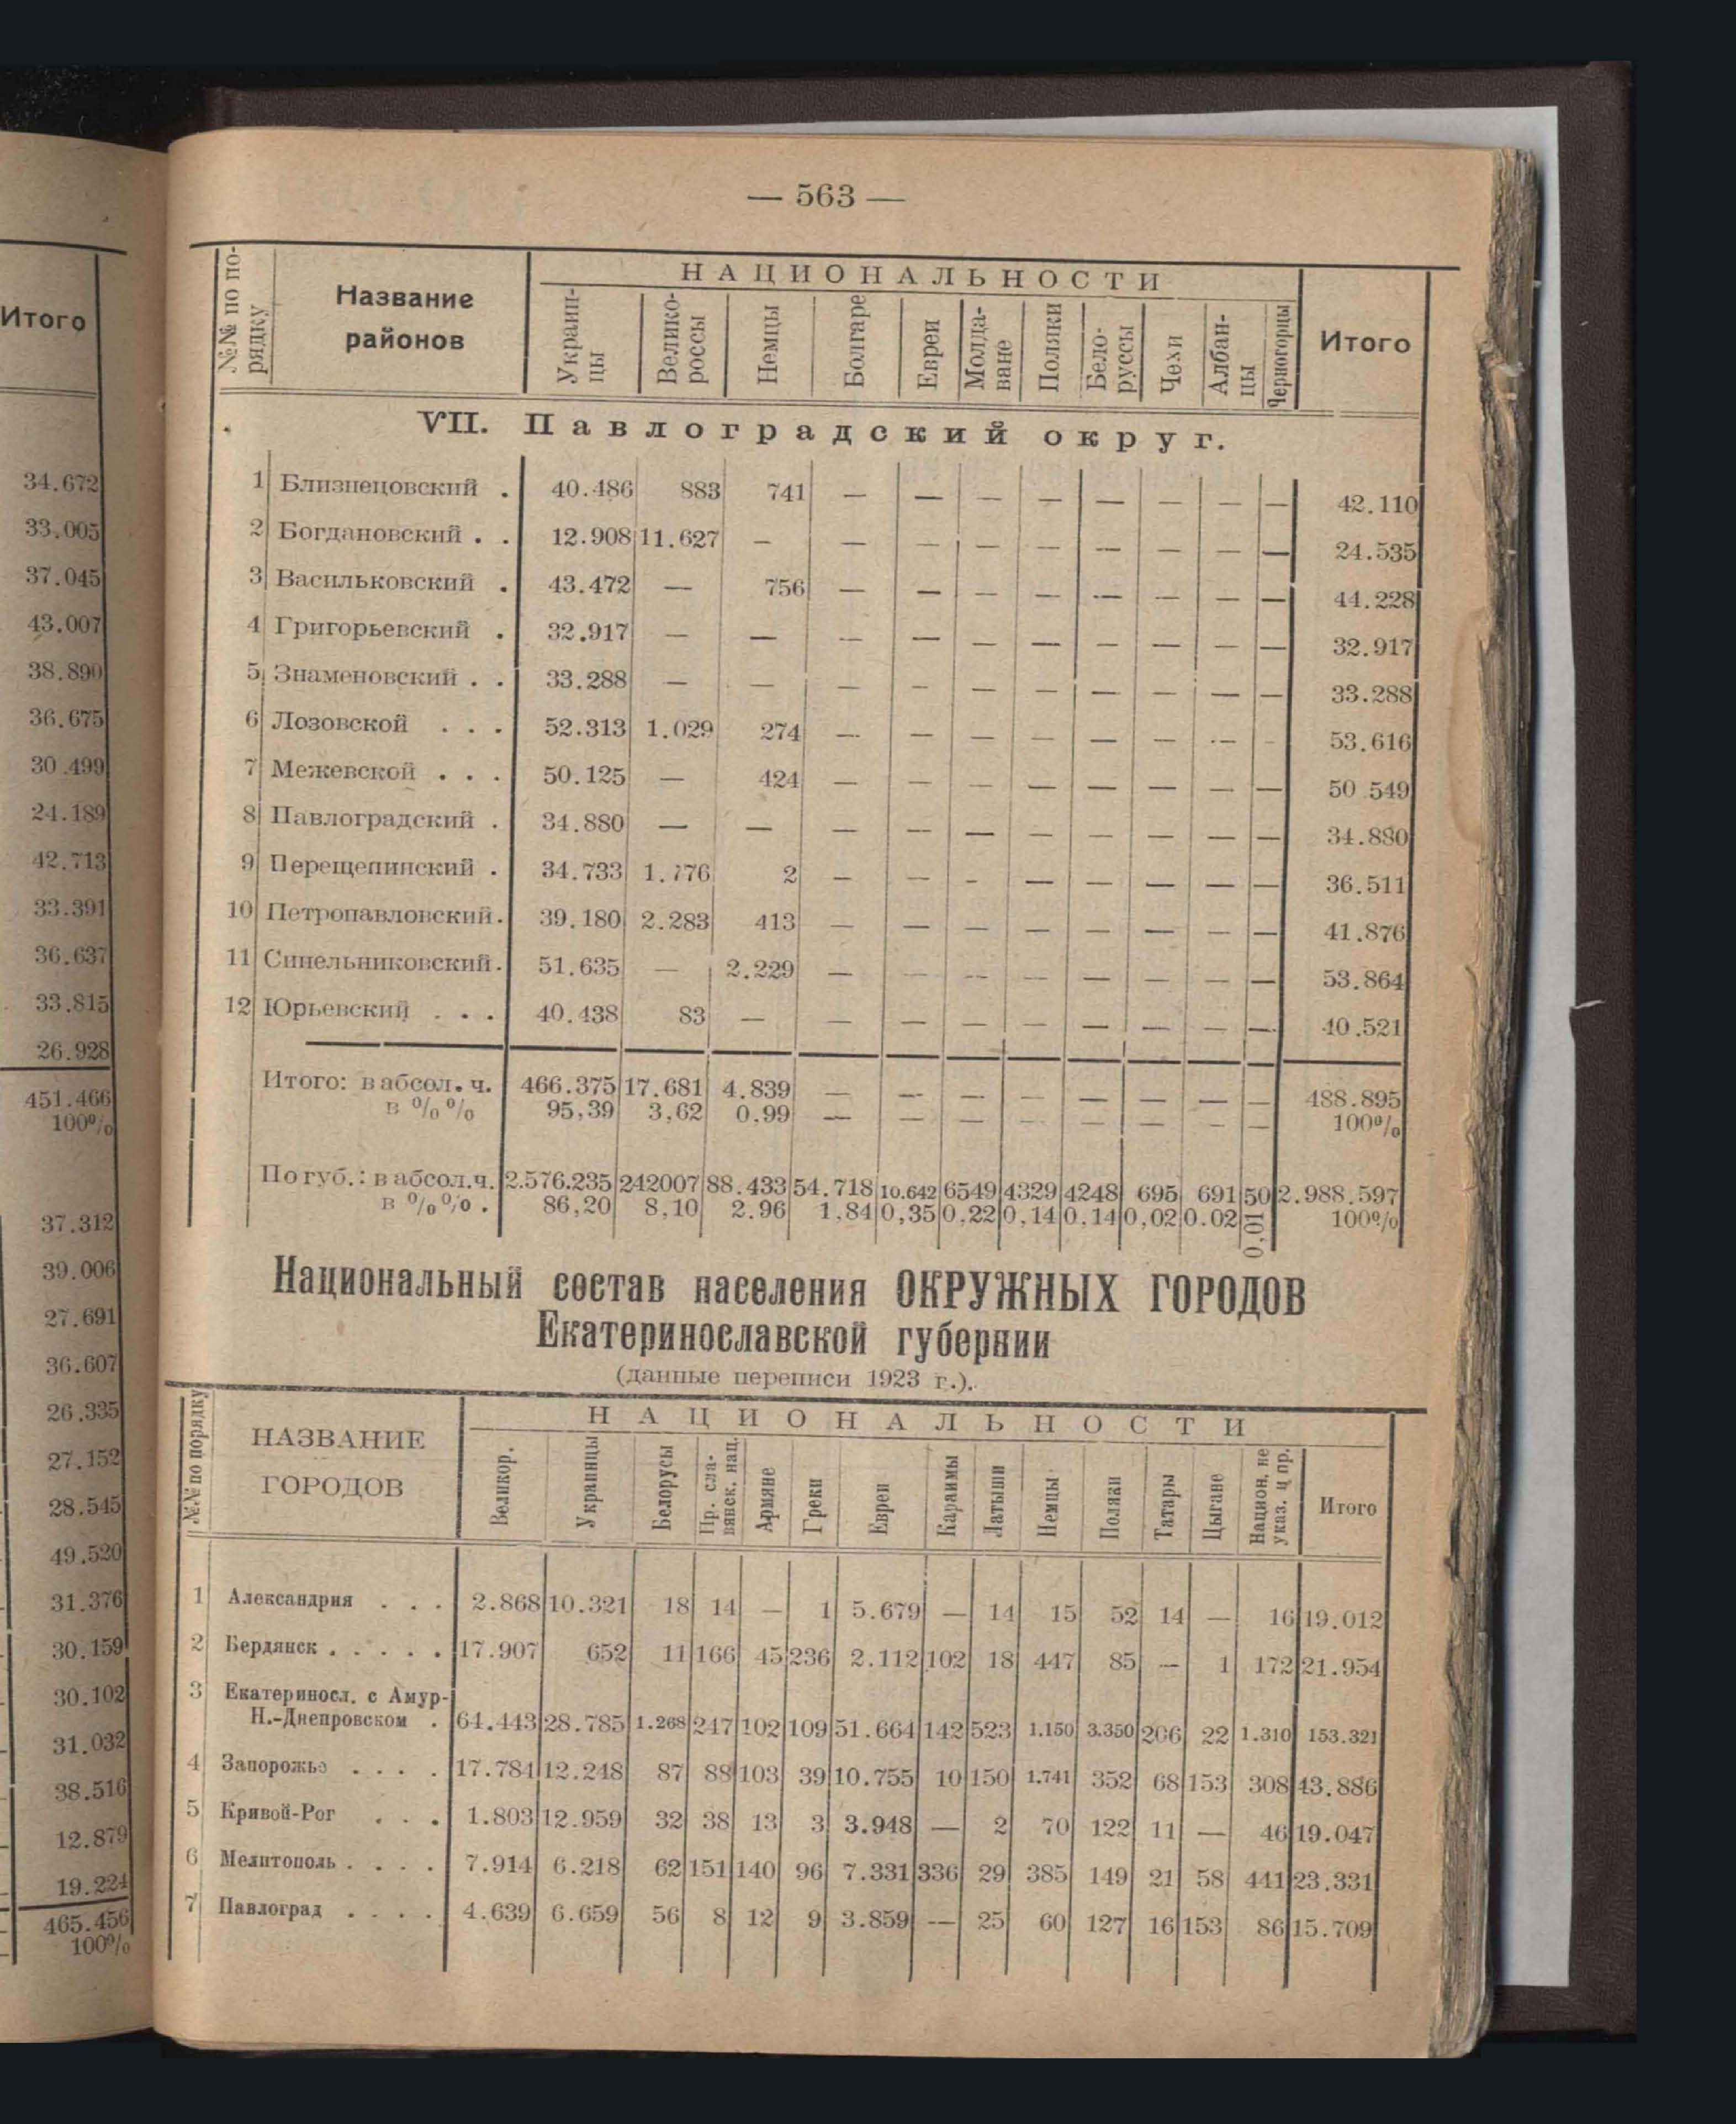 — 563 —
Итого
34.672
33.005
37.045
43.007
38.890
36.675
30.499
24.189
42.713
33.391
36.637
33.815
26.928
451.466
100%
37.312
39.006
27.691
36.607
26.335
27.152
28.545
49.520
31.376
30.159
30.102
31.032
38.516
12.879
19.224
465.456
100%
№№ по порядку Название районов НАЦИОНАЛЬНОСТИ Итого
Украин-цы Велико-россы Немцы Болгаре Евреи Молда-ване Поляки Бело-руссы Чехи Албан-цы Черногорцы
VII. Павлоградский округ.
1 Близнецовский . 40.486 883 741 — — — — — — — — 42.110
2 Богдановский . . 12.908 11.627 — — — — — — — — — 24.535
3 Васильковский . 43.472 — 756 — — — — — — — — 44.228
4 Григорьевский . 32.917 — — — — — — — — — — 32.917
5 Знаменовский . . 33.288 — — — — — — — — — — 33.288
6 Лозовской . . . 52.313 1.029 274 — — — — — — — — 53.616
7 Межевской . . . 50.125 — 424 — — — — — — — — 50.549
8 Павлоградский . 34.880 — — — — — — — — — — 34.880
9 Перещепинский . 34.733 1.776 2 — — — — — — — — 36.511
10 Петропавловский . 39.180 2.283 413 — — — — — — — — 41.876
11 Синельниковский . 51.635 — 2.229 — — — — — — — — 53.864
12 Юрьевский . . . 40.438 83 — — — — — — — — — 40.521
Итого: в абсол. ч. 466.375 17.681 4.839 — — — — — — — — 488.895
в %% 95,39 3,62 0.99 — — — — — — — — 100%
По губ.: в абсол.ч. 2.576.235 242007 88.433 54.718 10.642 6549 4329 4248 695 691 50 2.988.597
в %% . 86,20 8,10 2.96 1,84 0,35 0,22 0,14 0,14 0,02 0.02 0.01 100%
Национальный состав населения ОКРУЖНЫХ ГОРОДОВ
Екатеринославской губернии
(данные переписи 1923 г.).
№№ по порядку НАЗВАНИЕ ГОРОДОВ НАЦИОНАЛЬНОСТИ
Великор. Украинцы Белорусы Пр. сла-вянск. нац. Армяне Греки Евреи Караимы Латыши Немцы Поляки Татары Цыгане Национ. не указ. и пр. Итого
1 Александрия . . . 2.868 10.321 18 14 — 1 5.679 — 14 15 52 14 — 16 19.012
2 Бердянск . . . . . 17.907 652 11 166 45 236 2.112 102 18 447 85 — 1 172 21.954
3 Екатериносл. с Амур-
Н.-Днепровском . 64.443 28.785 1.268 247 102 109 51.664 142 523 1.150 3.350 206 22 1.310 153.321
4 Запорожье . . . . 17.784 12.248 87 88 103 39 10.755 10 150 1.741 352 68 153 308 43.886
5 Кривой-Рог . . . 1.803 12.959 32 38 13 3 3.948 — 2 70 122 11 — 46 19.047
6 Мелитополь . . . . 7.914 6.218 62 151 140 96 7.331 336 29 385 149 21 58 441 23.331
7 Павлоград . . . . 4.639 6.659 56 8 12 9 3.859 — 25 60 127 16 153 86 15.709